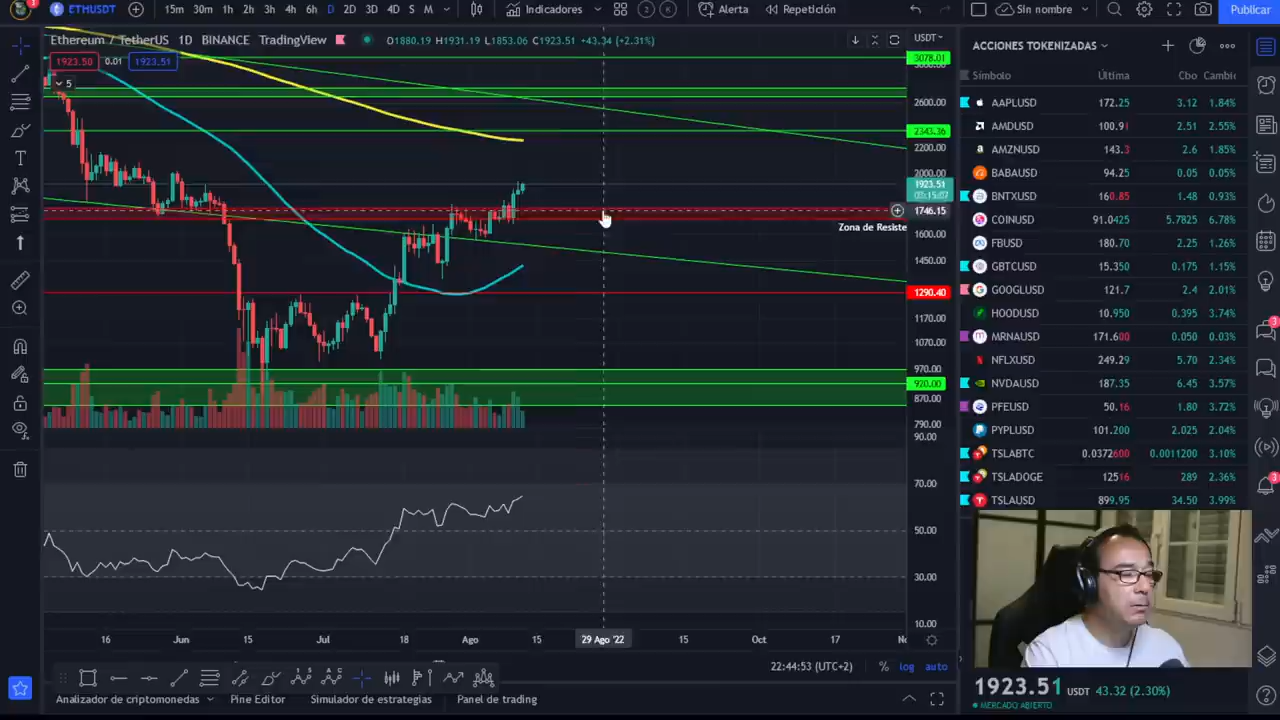 3
ETHUSDT
15m 30m 1h 2h 3h 4h 6h D 2D 3D 4D S M
Indicadores
2 K
Alerta
Repetición
Sin nombre
Publicar
Ethereum / TetherUS 1D BINANCE TradingView O1880.19 H1931.19 L1853.06 C1923.51 +43.34 (+2.31%)
USDT
1923.50 0.01 1923.51
5
3078.01
2600.00
2343.36
2200.00
2000.00
1923.51
03:15:07
1746.15
Zona de Resiste
1600.00
1450.00
1290.40
1170.00
1070.00
970.00
920.00
870.00
790.00
90.00
70.00
50.00
30.00
10.00
16 Jun 15 Jul 18 Ago 15 29 Ago '22 15 Oct 17
22:44:53 (UTC+2) % log auto
Analizador de criptomonedas Pine Editor Simulador de estrategias Panel de trading
ACCIONES TOKENIZADAS
Símbolo Última Cbo Cambic
AAPLUSD 172.25 3.12 1.84%
AMDUSD 100.91 2.51 2.55%
AMZNUSD 143.3 2.6 1.85%
BABAUSD 94.25 0.05 0.05%
BNTXUSD 160.85 1.48 0.93%
COINUSD 91.0425 5.7825 6.78%
FBUSD 180.70 2.25 1.26%
GBTCUSD 15.350 0.175 1.15%
GOOGLUSD 121.7 2.4 2.01%
HOODUSD 10.950 0.395 3.74%
MRNAUSD 171.600 0.050 0.03%
NFLXUSD 249.29 5.70 2.34%
NVDAUSD 187.35 6.45 3.57%
PFEUSD 50.16 1.80 3.72%
PYPLUSD 101.200 2.025 2.04%
TSLABTC 0.0372600 0.0011200 3.10%
TSLADOGE 12516 289 2.36%
TSLAUSD 899.95 34.50 3.99%
1923.51 USDT 43.32 (2.30%)
MERCADO ABIERTO
3
3